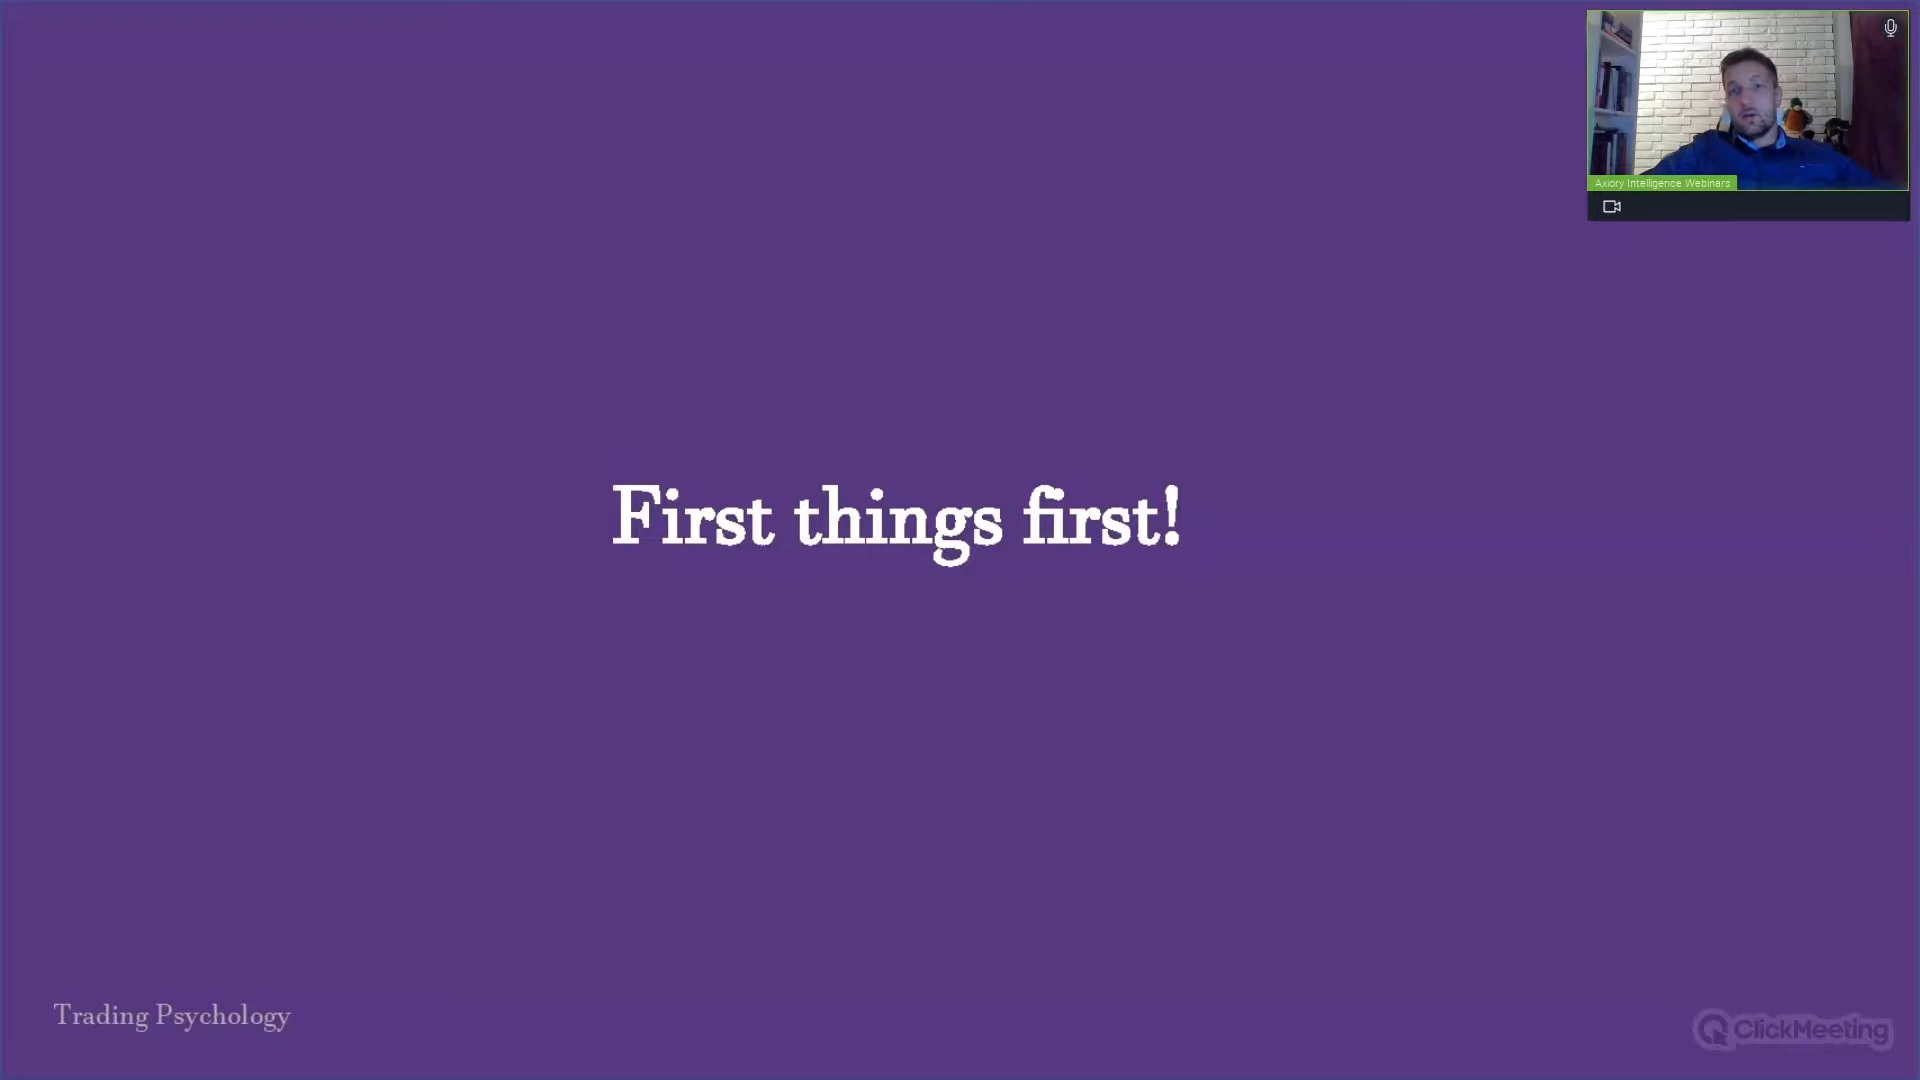 Axiory Intelligence Webinars
First things first!
Trading Psychology
ClickMeeting